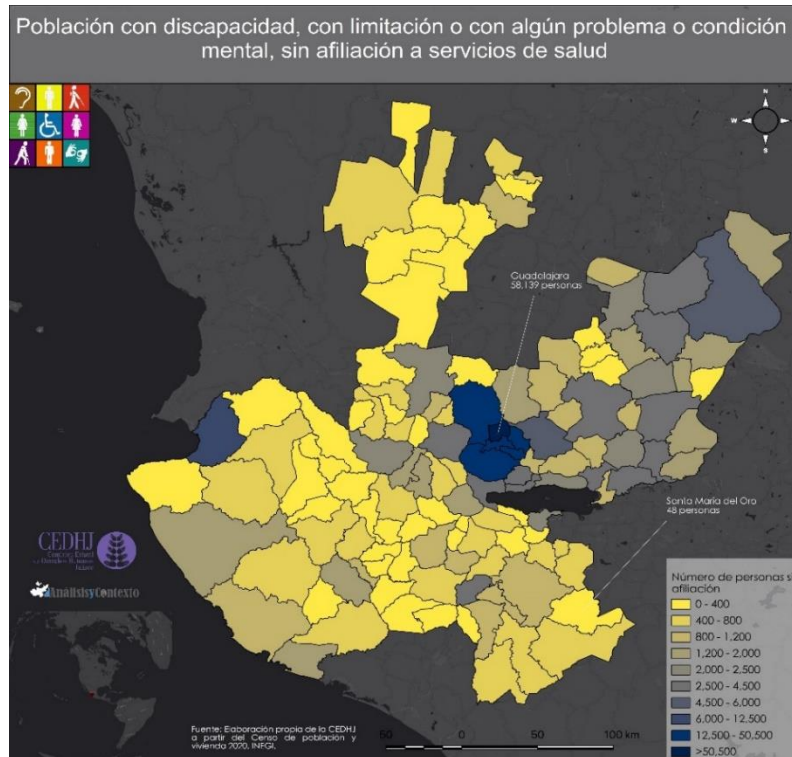 Población con discapacidad, con limitación o con algún problema o condición
mental, sin afiliación a servicios de salud
N
W
S
Guadalajara
58,139 personas
Santa María del Oro
48 personas
CEDHJ
AnálisisyContexto
Número de personas si
afiliación
0 - 400
400 - 800
800 - 1,200
1,200 - 2,000
2,000 - 2,500
2,500 - 4,500
4,500 - 6,000
6,000 - 12,500
12,500 - 50,500
>50,500
Fuente: Elaboración propia de la CEDHJ
a partir del Censo de población y
vivienda 2020, INEGI.
50 0 50 100 km